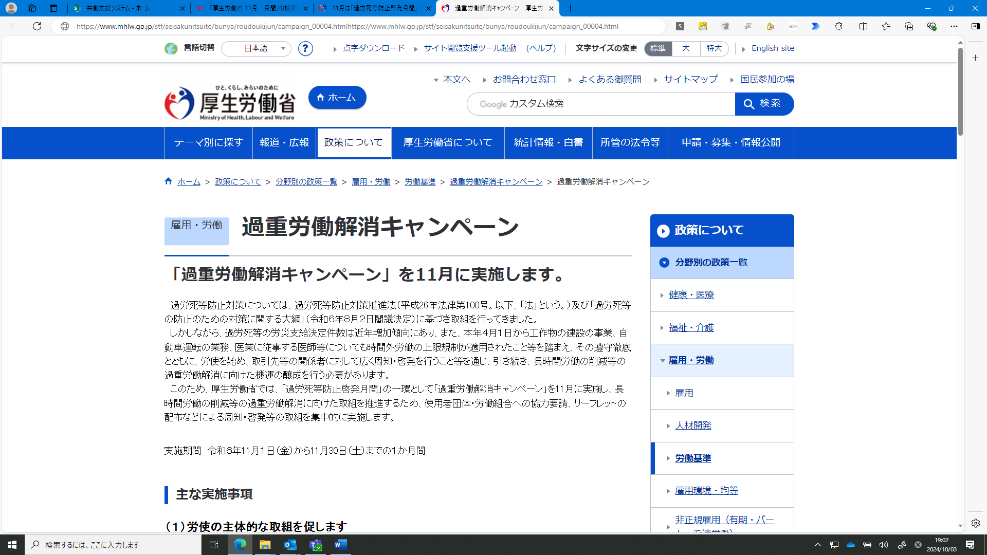 労働支援システム - ホーム
「過労死等防止啓発月間
過重労働解消キャンペーン - 厚生労
https://www.mhlw.go.jp/stf/seisakunitsuite/bunya/roudoukijun/campaign_00004.htmlhttps://www.mhlw.go.jp/stf/seisakunitsuite/bunya/roudoukijun/campaign_00004.html
言語切替
日本語
?
点字ダウンロード
サイト閲覧支援ツール起動
(ヘルプ)
文字サイズの変更
標準
大
特大
English site
ひと、くらし、みらいのために
厚生労働省
Ministry of Health, Labour and Welfare
ホーム
本文へ
お問合わせ窓口
よくある御質問
サイトマップ
国民参加の場
Google カスタム検索
検索
テーマ別に探す
報道・広報
政策について
厚生労働省について
統計情報・白書
所管の法令等
申請・募集・情報公開
ホーム > 政策について > 分野別の政策一覧 > 雇用・労働 > 労働基準 > 過重労働解消キャンペーン > 過重労働解消キャンペーン
雇用・労働
過重労働解消キャンペーン
「過重労働解消キャンペーン」を11月に実施します。
過労死等防止対策については、過労死等防止対策推進法(平成26年法律第100号。以下、「法」という。)及び「過労死等
の防止のための対策に関する大綱」(令和6年8月2日閣議決定)に基づき取組を行ってきました。
しかしながら、過労死等の労災支給決定件数は近年増加傾向にあり、また、本年4月1日から工作物の建設の事業、自
動車運転の業務、医業に従事する医師等についても時間外労働の上限規制が適用されたこと等を踏まえ、その遵守徹底
とともに、労使を始め、取引先等の関係者に対して広く周知・啓発を行うこと等を通じ、引き続き、長時間労働の削減等の
過重労働解消に向けた機運の醸成を行う必要があります。
このため、厚生労働省では、「過労死等防止啓発月間」の一環として「過重労働解消キャンペーン」を11月に実施し、長
時間労働の削減等の過重労働解消に向けた取組を推進するため、使用者団体・労働組合への協力要請、リーフレットの
配布などによる周知・啓発等の取組を集中的に実施します。
実施期間 令和6年11月1日(金)から11月30日(土)までの1か月間
主な実施事項
(1)労使の主体的な取組を促します
政策について
分野別の政策一覧
健康・医療
福祉・介護
雇用・労働
雇用
人材開発
労働基準
雇用環境・均等
非正規雇用(有期・パー
検索するには、ここに入力します
19:02
2024/10/03